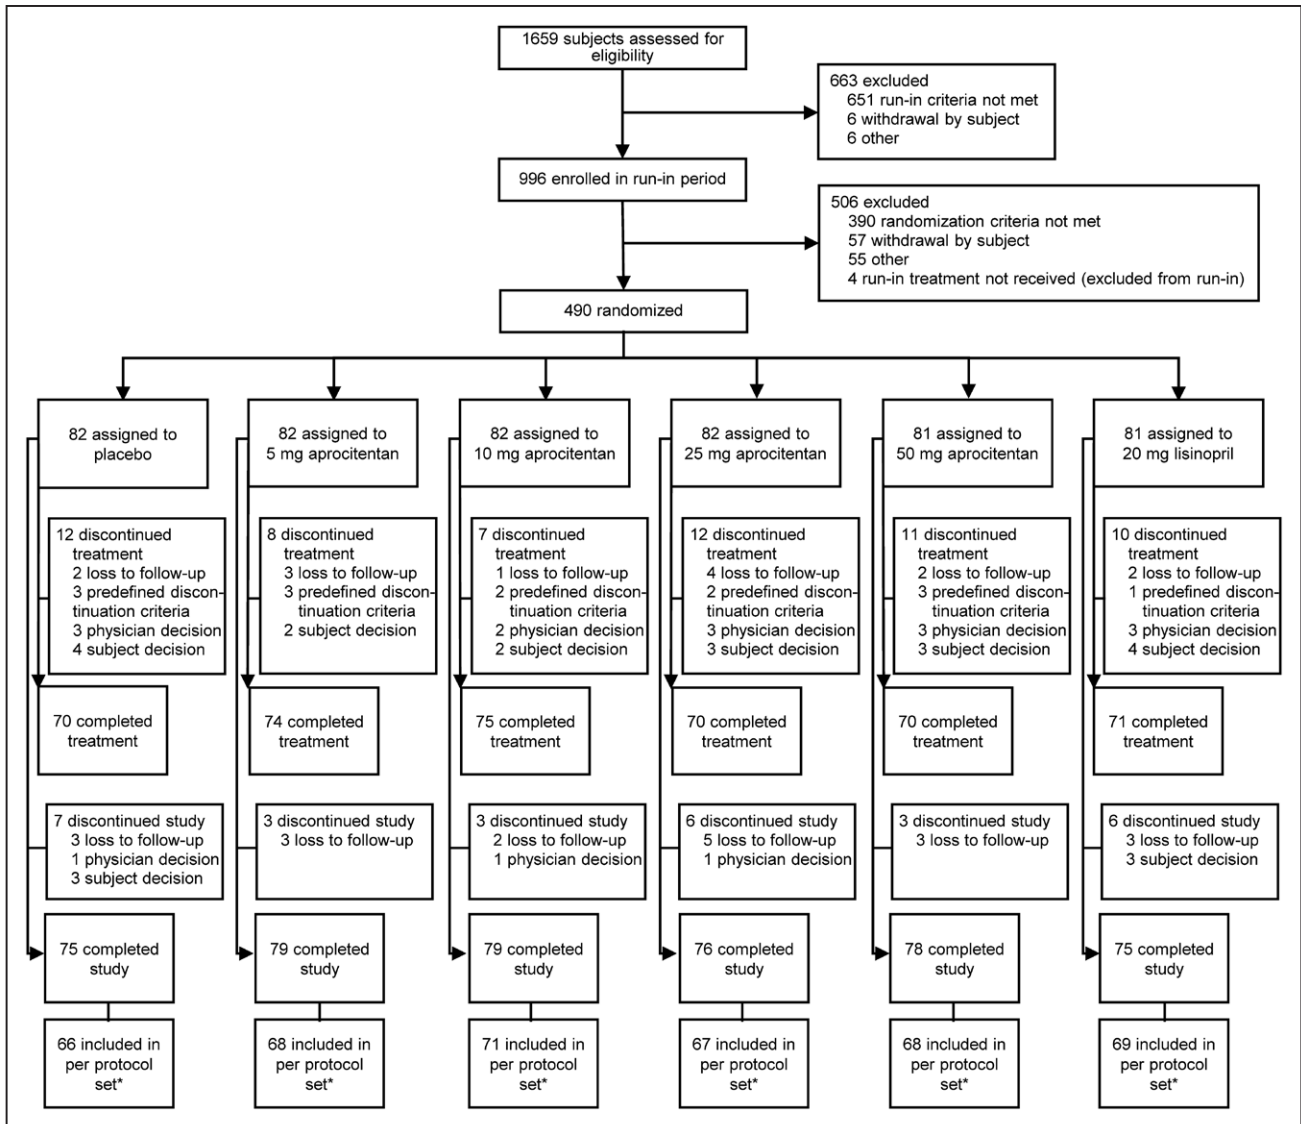 1659 subjects assessed for
eligibility
663 excluded
651 run-in criteria not met
6 withdrawal by subject
6 other
996 enrolled in run-in period
506 excluded
390 randomization criteria not met
57 withdrawal by subject
55 other
4 run-in treatment not received (excluded from run-in)
490 randomized
82 assigned to
placebo
82 assigned to
5 mg aprocitentan
82 assigned to
10 mg aprocitentan
82 assigned to
25 mg aprocitentan
81 assigned to
50 mg aprocitentan
81 assigned to
20 mg lisinopril
12 discontinued
treatment
2 loss to follow-up
3 predefined discon-
tinuation criteria
3 physician decision
4 subject decision
8 discontinued
treatment
3 loss to follow-up
3 predefined discon-
tinuation criteria
2 subject decision
7 discontinued
treatment
1 loss to follow-up
2 predefined discon-
tinuation criteria
2 physician decision
2 subject decision
12 discontinued
treatment
4 loss to follow-up
2 predefined discon-
tinuation criteria
3 physician decision
3 subject decision
11 discontinued
treatment
2 loss to follow-up
3 predefined discon-
tinuation criteria
3 physician decision
3 subject decision
10 discontinued
treatment
2 loss to follow-up
1 predefined discon-
tinuation criteria
3 physician decision
4 subject decision
70 completed
treatment
74 completed
treatment
75 completed
treatment
70 completed
treatment
70 completed
treatment
71 completed
treatment
7 discontinued study
3 loss to follow-up
1 physician decision
3 subject decision
3 discontinued study
3 loss to follow-up
3 discontinued study
2 loss to follow-up
1 physician decision
6 discontinued study
5 loss to follow-up
1 physician decision
3 discontinued study
3 loss to follow-up
6 discontinued study
3 loss to follow-up
3 subject decision
75 completed
study
79 completed
study
79 completed
study
76 completed
study
78 completed
study
75 completed
study
66 included in
per protocol
set*
68 included in
per protocol
set*
71 included in
per protocol
set*
67 included in
per protocol
set*
68 included in
per protocol
set*
69 included in
per protocol
set*